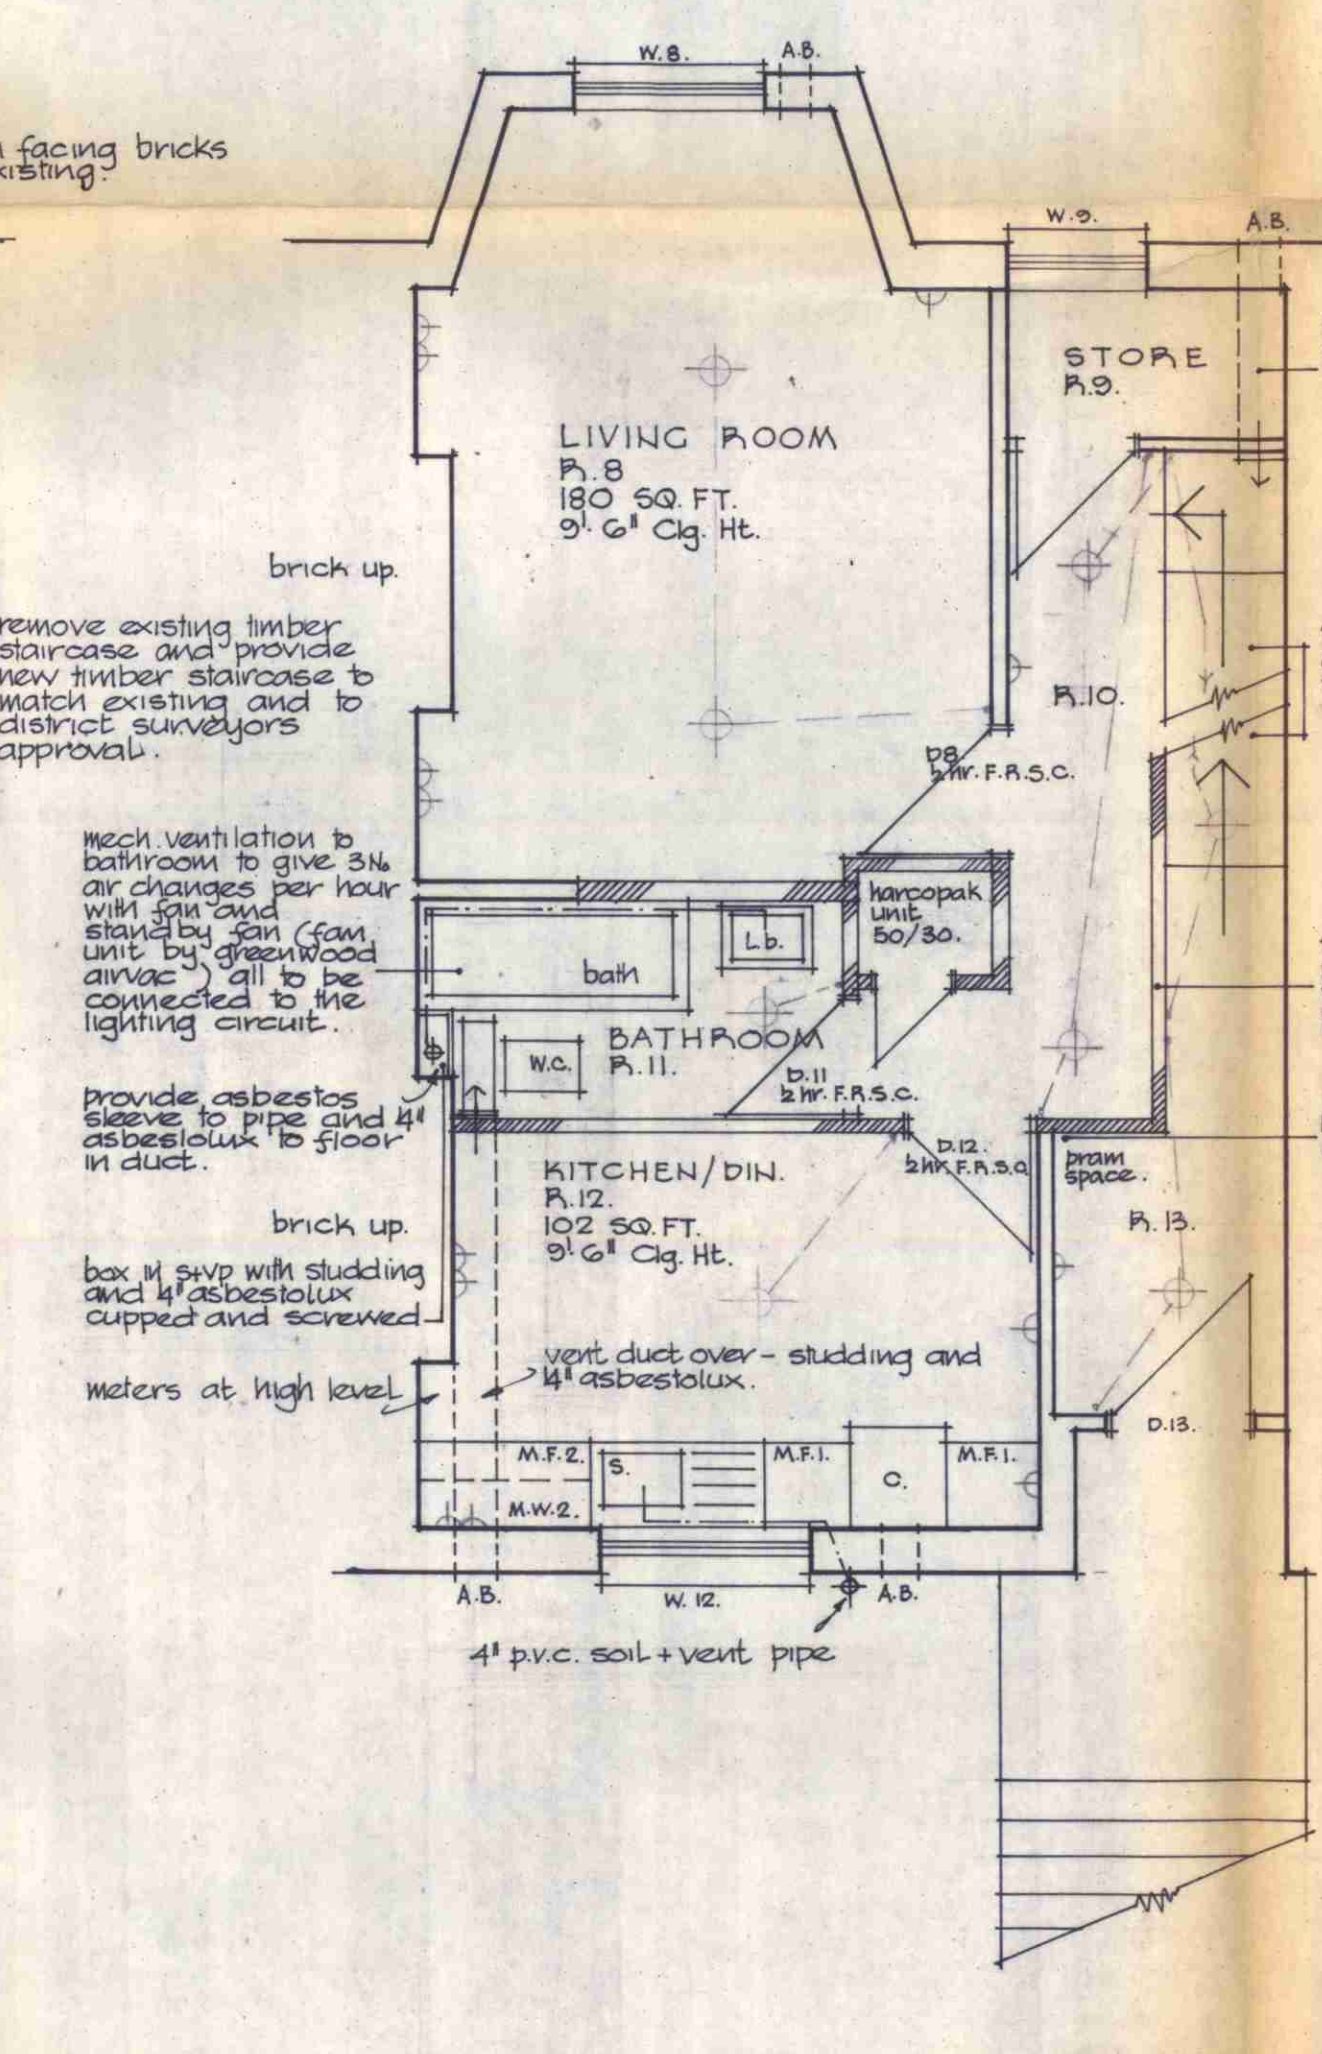 W.8.
A.B.
facing bricks
W.9.
A.B.
STORE
R.9.
LIVING ROOM
R.8
180 SQ. FT.
9'. 6" Clg. Ht.
brick up.
remove existing timber
staircase and provide
new timber staircase to
match existing and to
district surveyors
approval.
R.10.
D8
½ hr. F.R.S.C.
mech. ventilation to
bathroom to give 3No
air changes per hour
with fan and
standby fan (fan
unit by greenwood
airvac ) all to be
connected to the
lighting circuit.
harcopak
unit
50/30.
L.b.
bath
BATHROOM
R.11.
W.C.
D.11
½ hr. F.R.S.C.
provide asbestos
sleeve to pipe and ¼"
asbestolux to floor
in duct.
D.12.
½ hr. F.R.S.C.
pram
space.
KITCHEN/DIN.
R.12.
102 SQ. FT.
9'. 6" Clg. Ht.
R.13.
brick up.
box in s+vp with studding
and ¼" asbestolux
cupped and screwed
vent duct over - studding and
¼" asbestolux.
meters at high level
D.13.
M.F.2.
S.
M.F.1.
C.
M.F.1.
M.W.2.
A.B.
W.12.
A.B.
4" p.v.c. soil + vent pipe